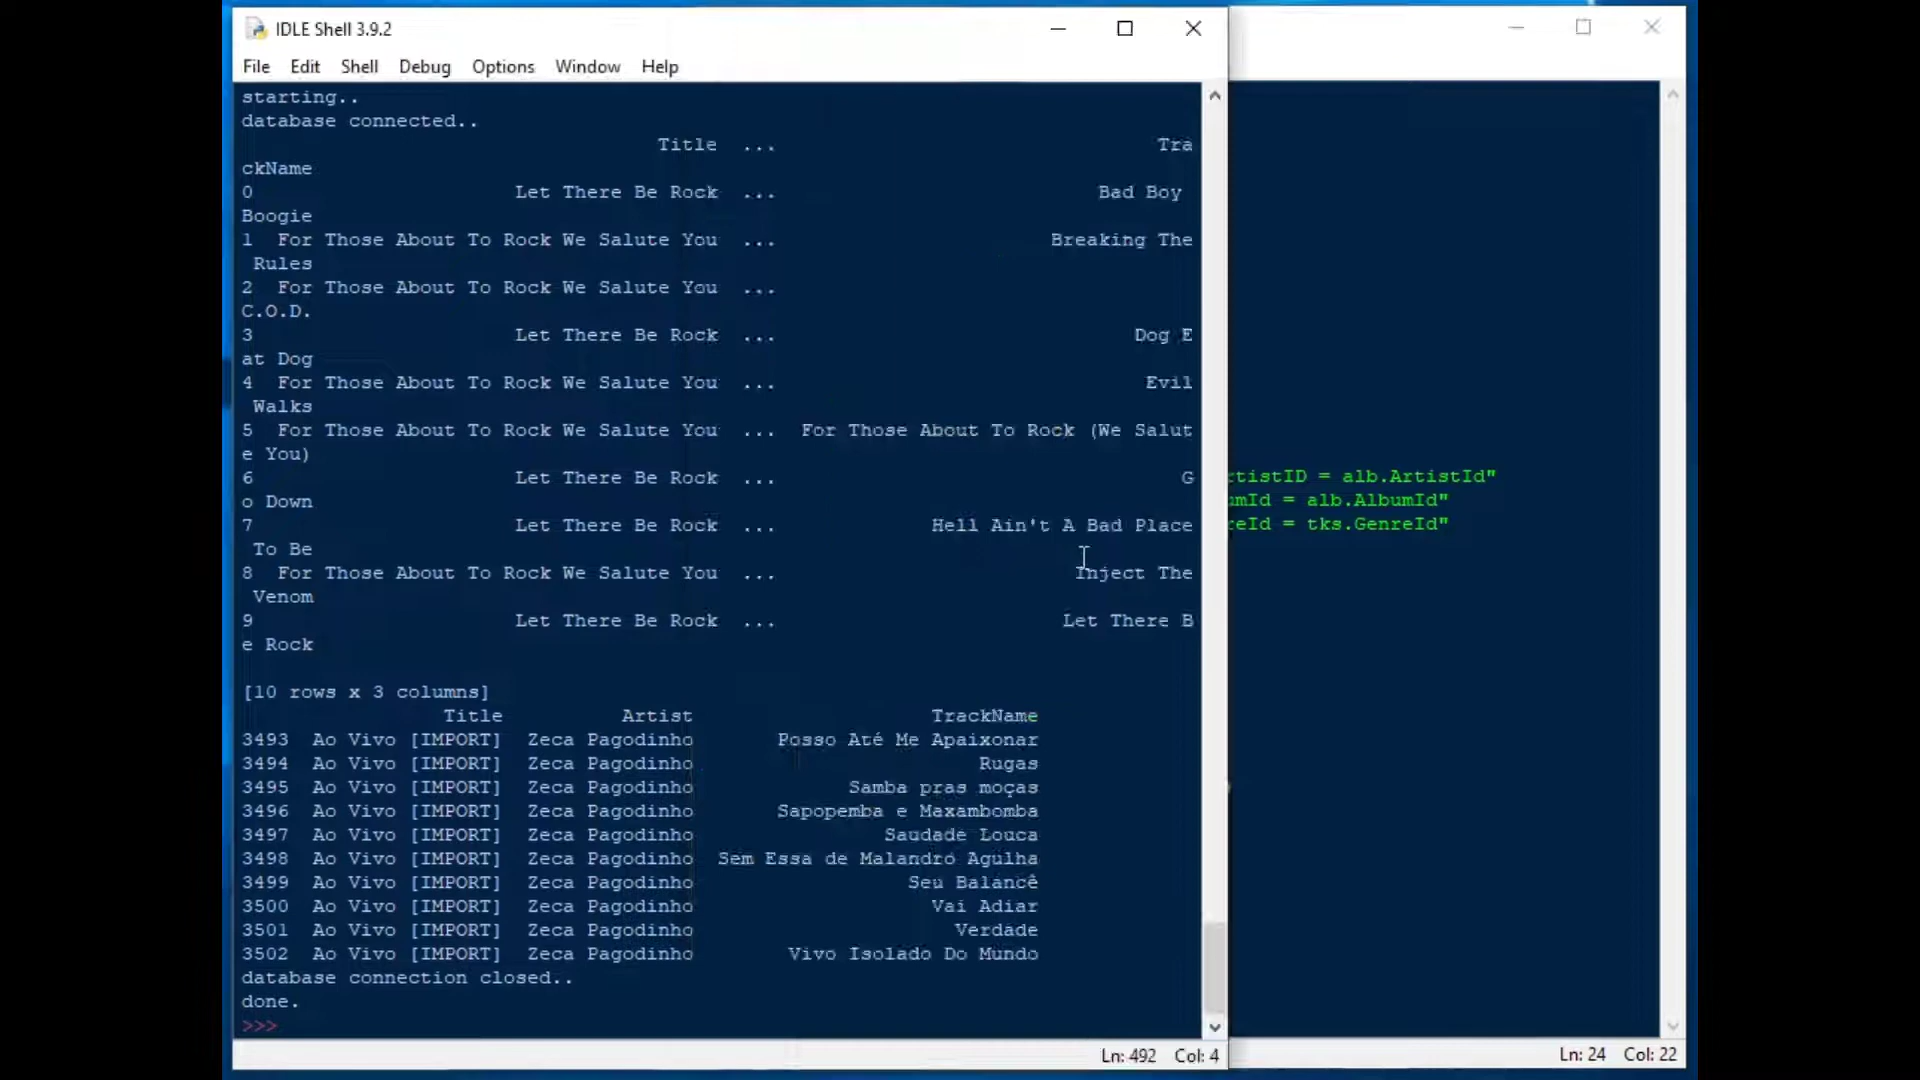 IDLE Shell 3.9.2
File Edit Shell Debug Options Window Help
starting..
database connected..
Title ... Tra
ckName
0 Let There Be Rock ... Bad Boy
Boogie
1 For Those About To Rock We Salute You ... Breaking The
Rules
2 For Those About To Rock We Salute You ...
C.O.D.
3 Let There Be Rock ... Dog E
at Dog
4 For Those About To Rock We Salute You ... Evil
Walks
5 For Those About To Rock We Salute You ... For Those About To Rock (We Salut
e You)
6 Let There Be Rock ... G
o Down
7 Let There Be Rock ... Hell Ain't A Bad Place
To Be
8 For Those About To Rock We Salute You ... Inject The
Venom
9 Let There Be Rock ... Let There B
e Rock
[10 rows x 3 columns]
Title Artist TrackName
3493 Ao Vivo [IMPORT] Zeca Pagodinho Posso Até Me Apaixonar
3494 Ao Vivo [IMPORT] Zeca Pagodinho Rugas
3495 Ao Vivo [IMPORT] Zeca Pagodinho Samba pras moças
3496 Ao Vivo [IMPORT] Zeca Pagodinho Sapopemba e Maxambomba
3497 Ao Vivo [IMPORT] Zeca Pagodinho Saudade Louca
3498 Ao Vivo [IMPORT] Zeca Pagodinho Sem Essa de Malandro Agulha
3499 Ao Vivo [IMPORT] Zeca Pagodinho Seu Balancê
3500 Ao Vivo [IMPORT] Zeca Pagodinho Vai Adiar
3501 Ao Vivo [IMPORT] Zeca Pagodinho Verdade
3502 Ao Vivo [IMPORT] Zeca Pagodinho Vivo Isolado Do Mundo
database connection closed..
done.
>>>
Ln: 492 Col: 4
rtistID = alb.ArtistId"
umId = alb.AlbumId"
reId = tks.GenreId"
Ln: 24 Col: 22